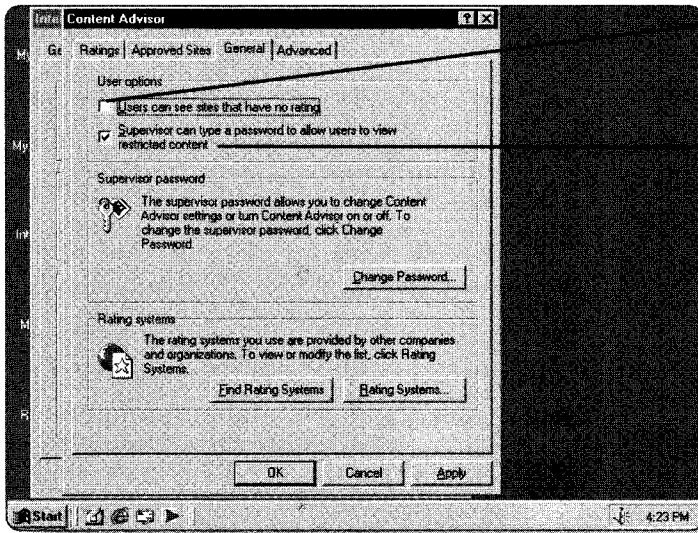 Inte
Content Advisor
Ge
Ratings
Approved Sites
General
Advanced
User options
Users can see sites that have no rating
Supervisor can type a password to allow users to view
restricted content
Supervisor password
The supervisor password allows you to change Content
Advisor settings or turn Content Advisor on or off. To
change the supervisor password, click Change
Password.
Change Password...
Rating systems
The rating systems you use are provided by other companies
and organizations. To view or modify the list, click Rating
Systems.
Find Rating Systems
Rating Systems...
OK
Cancel
Apply
My
Start
4:23 PM